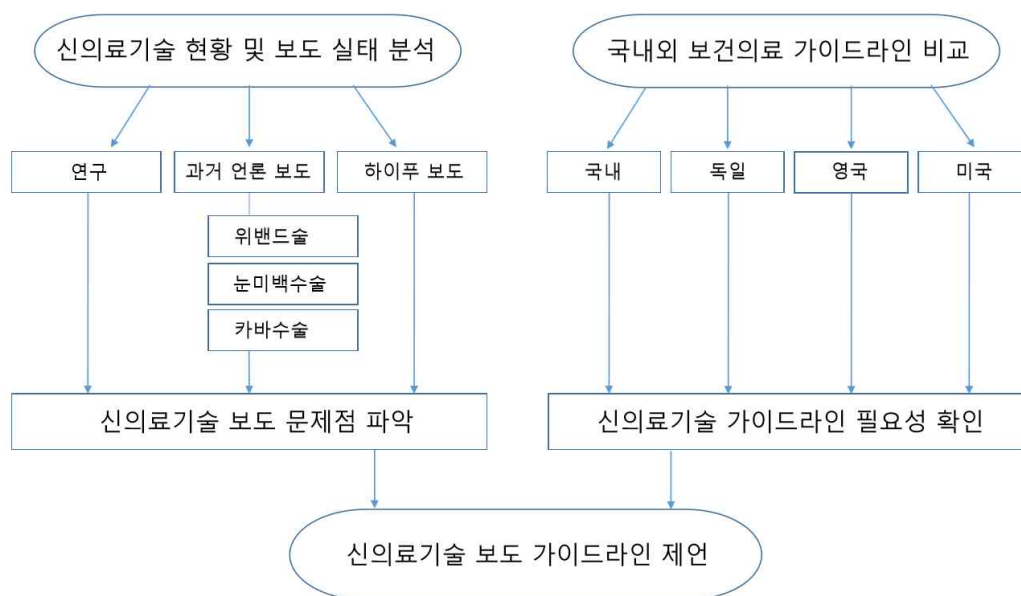 신의료기술 현황 및 보도 실태 분석
국내외 보건의료 가이드라인 비교
연구
과거 언론 보도
하이푸 보도
국내
독일
영국
미국
위밴드술
눈미백수술
카바수술
신의료기술 보도 문제점 파악
신의료기술 가이드라인 필요성 확인
신의료기술 보도 가이드라인 제언